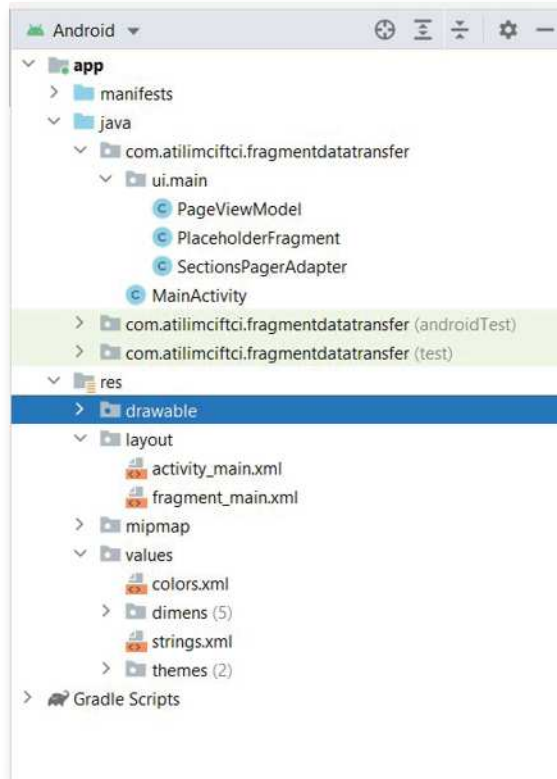 Android
app
manifests
java
com.atilimciftci.fragmentdatatransfer
ui.main
PageViewModel
PlaceholderFragment
SectionsPagerAdapter
MainActivity
com.atilimciftci.fragmentdatatransfer (androidTest)
com.atilimciftci.fragmentdatatransfer (test)
res
drawable
layout
activity_main.xml
fragment_main.xml
mipmap
values
colors.xml
dimens (5)
strings.xml
themes (2)
Gradle Scripts